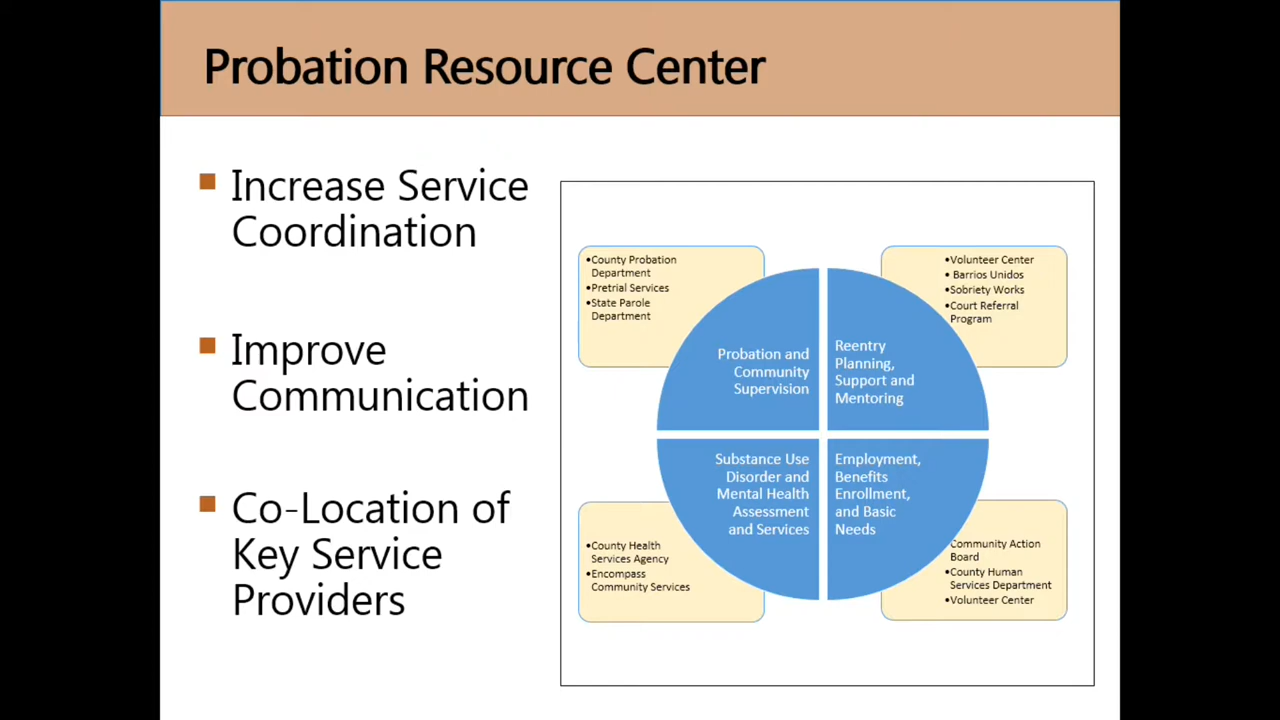 Probation Resource Center
Increase Service
Coordination
Improve
Communication
Co-Location of
Key Service
Providers
•County Probation
Department
•Pretrial Services
•State Parole
Department
•Volunteer Center
• Barrios Unidos
•Sobriety Works
•Court Referral
Program
Probation and
Community
Supervision
Reentry
Planning,
Support and
Mentoring
Substance Use
Disorder and
Mental Health
Assessment
and Services
Employment,
Benefits
Enrollment,
and Basic
Needs
•County Health
Services Agency
•Encompass
Community Services
Community Action
Board
•County Human
Services Department
•Volunteer Center